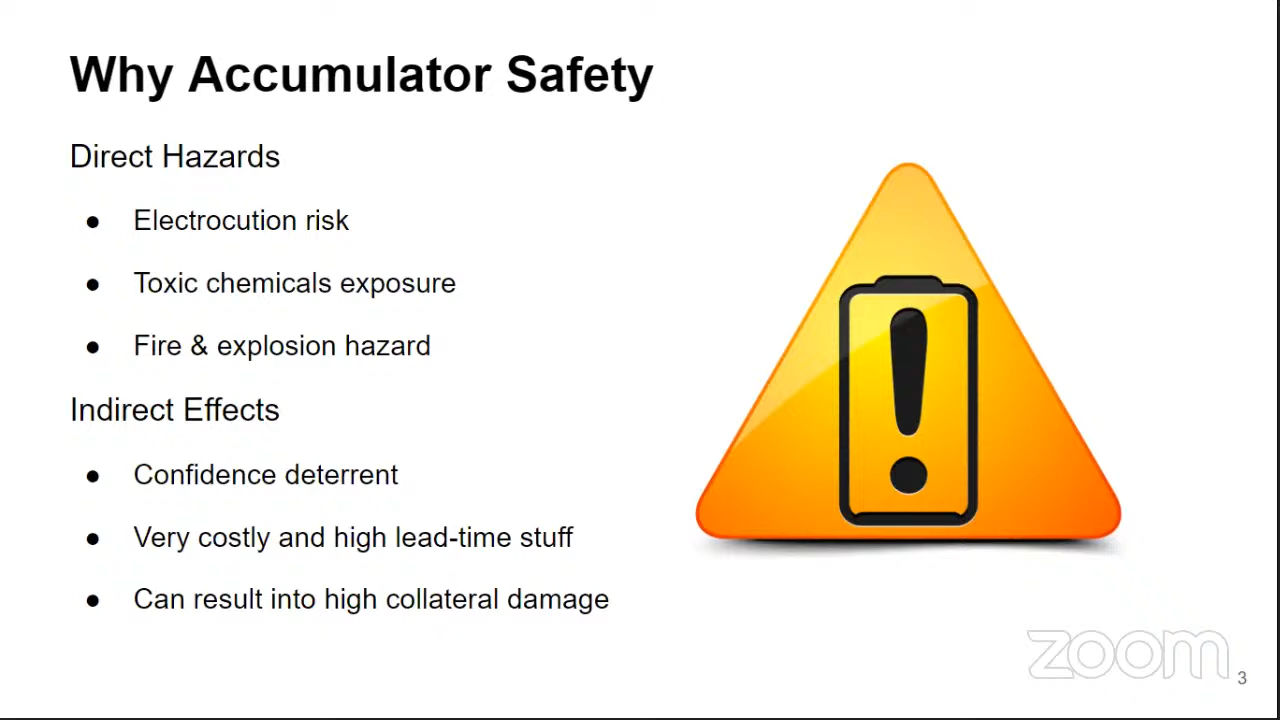 Why Accumulator Safety
Direct Hazards
● Electrocution risk
● Toxic chemicals exposure
● Fire & explosion hazard
Indirect Effects
● Confidence deterrent
● Very costly and high lead-time stuff
● Can result into high collateral damage
zoom
3